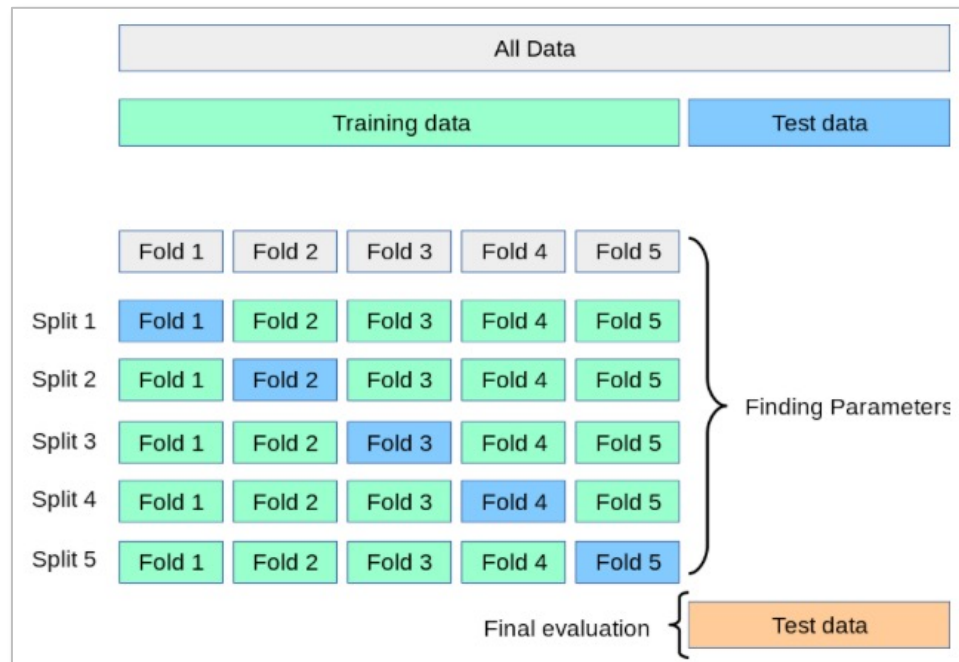 All Data
Training data Test data
Fold 1 Fold 2 Fold 3 Fold 4 Fold 5
Split 1 Fold 1 Fold 2 Fold 3 Fold 4 Fold 5
Split 2 Fold 1 Fold 2 Fold 3 Fold 4 Fold 5
Finding Parameters
Split 3 Fold 1 Fold 2 Fold 3 Fold 4 Fold 5
Split 4 Fold 1 Fold 2 Fold 3 Fold 4 Fold 5
Split 5 Fold 1 Fold 2 Fold 3 Fold 4 Fold 5
Final evaluation Test data